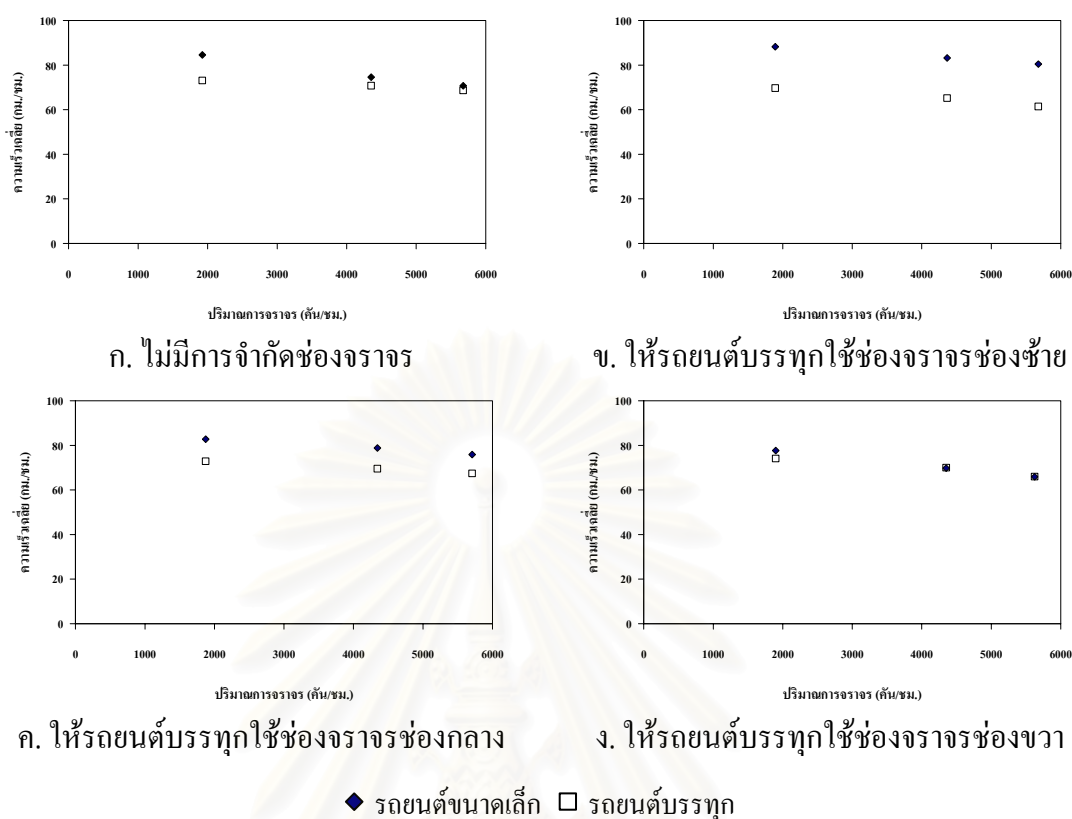 100
80
60
40
20
0
ความเร็วเฉลี่ย (กม./ชม.)
0 1000 2000 3000 4000 5000 6000
ปริมาณการจราจร (คัน/ชม.)
ก. ไม่มีการจำกัดช่องจราจร
100
80
60
40
20
0
ความเร็วเฉลี่ย (กม./ชม.)
0 1000 2000 3000 4000 5000 6000
ปริมาณการจราจร (คัน/ชม.)
ข. ให้รถยนต์บรรทุกใช้ช่องจราจรช่องซ้าย
100
80
60
40
20
0
ความเร็วเฉลี่ย (กม./ชม.)
0 1000 2000 3000 4000 5000 6000
ปริมาณการจราจร (คัน/ชม.)
ค. ให้รถยนต์บรรทุกใช้ช่องจราจรช่องกลาง
100
80
60
40
20
0
ความเร็วเฉลี่ย (กม./ชม.)
0 1000 2000 3000 4000 5000 6000
ปริมาณการจราจร (คัน/ชม.)
ง. ให้รถยนต์บรรทุกใช้ช่องจราจรช่องขวา
รถยนต์ขนาดเล็ก รถยนต์บรรทุก